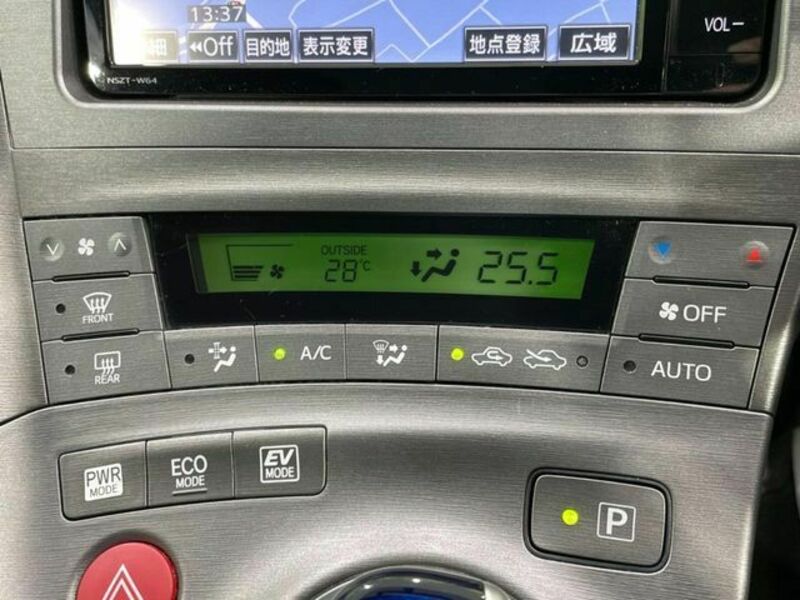 13:37
細 ◂◂Off 目的地 表示変更 地点登録 広域
VOL−
NSZT-W64
OUTSIDE
28°C 25.5
FRONT
OFF
REAR
A/C
AUTO
PWR MODE
ECO MODE
EV MODE
P